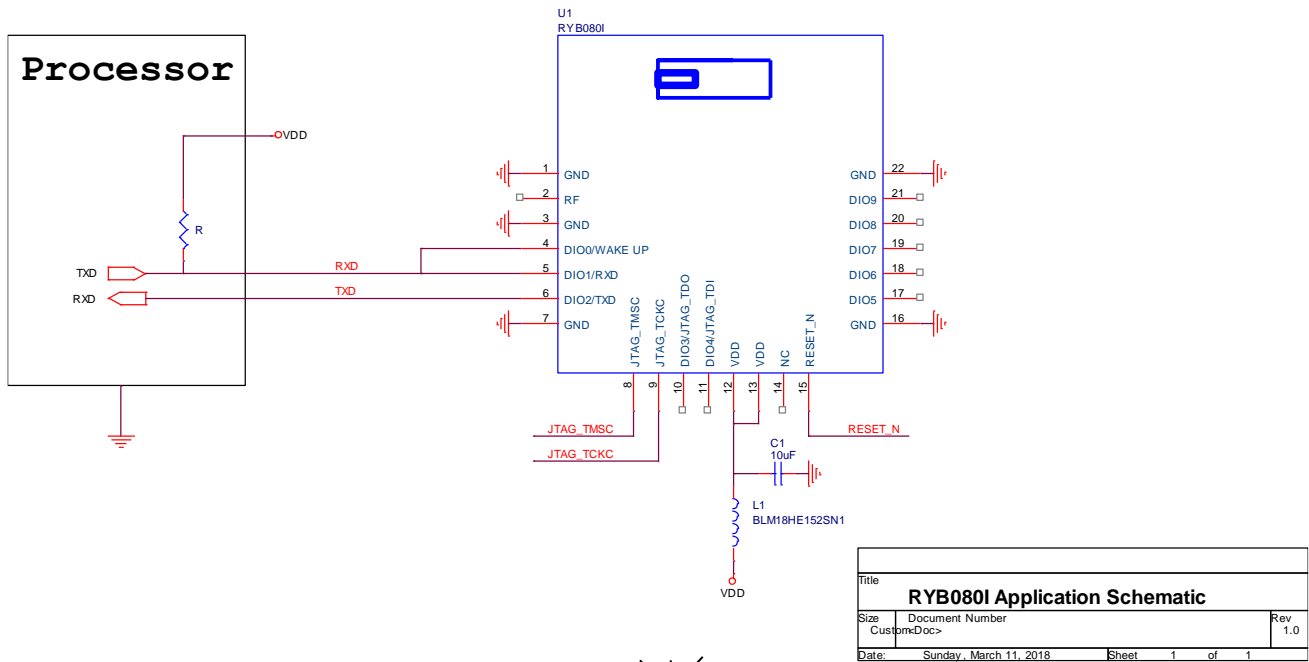 U1
RYB080I
Processor
VDD
R
TXD
RXD
RXD
TXD
1 GND
2 RF
3 GND
4 DIO0/WAKE UP
5 DIO1/RXD
6 DIO2/TXD
7 GND
GND 22
DIO9 21
DIO8 20
DIO7 19
DIO6 18
DIO5 17
GND 16
8 JTAG_TMSC
9 JTAG_TCKC
10 DIO3/JTAG_TDO
11 DIO4/JTAG_TDI
12 VDD
13 VDD
14 NC
15 RESET_N
JTAG_TMSC
JTAG_TCKC
RESET_N
C1
10uF
L1
BLM18HE152SN1
VDD
Title
RYB080I Application Schematic
Size Document Number Rev
Custom <Doc> 1.0
Date: Sunday, March 11, 2018 Sheet 1 of 1